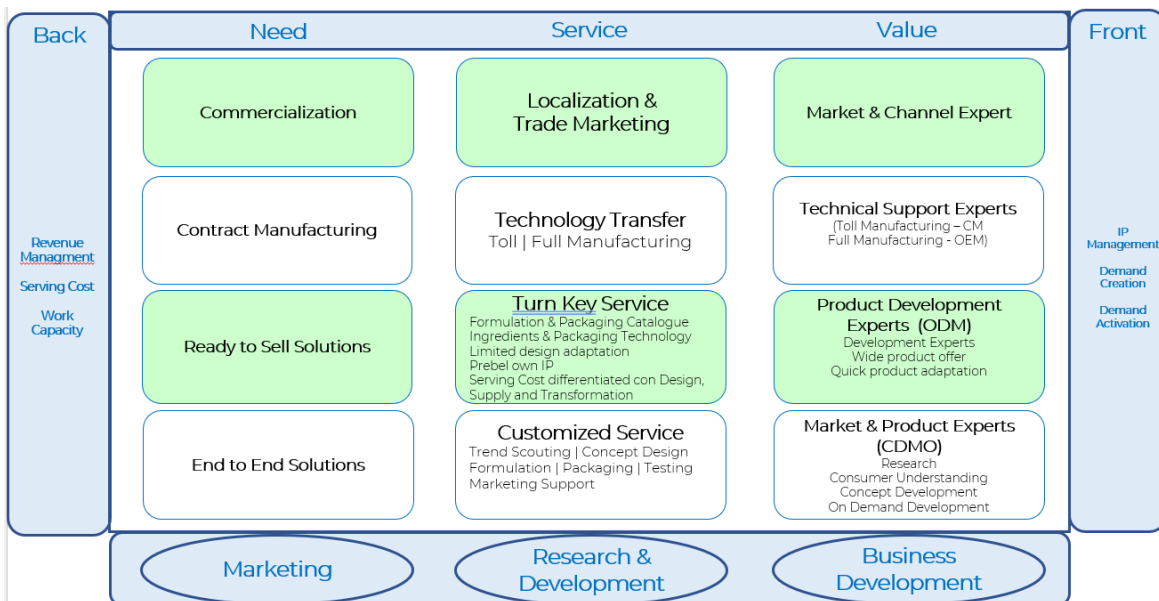 Back
Need
Service
Value
Front
Commercialization
Localization &
Trade Marketing
Market & Channel Expert
Contract Manufacturing
Technology Transfer
Toll | Full Manufacturing
Technical Support Experts
(Toll Manufacturing – CM
Full Manufacturing - OEM)
Revenue
Managment
Serving Cost
Work
Capacity
IP
Management
Demand
Creation
Demand
Activation
Ready to Sell Solutions
Turn Key Service
Formulation & Packaging Catalogue
Ingredients & Packaging Technology
Limited design adaptation
Prebel own IP
Serving Cost differentiated con Design,
Supply and Transformation
Product Development
Experts (ODM)
Development Experts
Wide product offer
Quick product adaptation
End to End Solutions
Customized Service
Trend Scouting | Concept Design
Formulation | Packaging | Testing
Marketing Support
Market & Product Experts
(CDMO)
Research
Consumer Understanding
Concept Development
On Demand Development
Marketing
Research &
Development
Business
Development